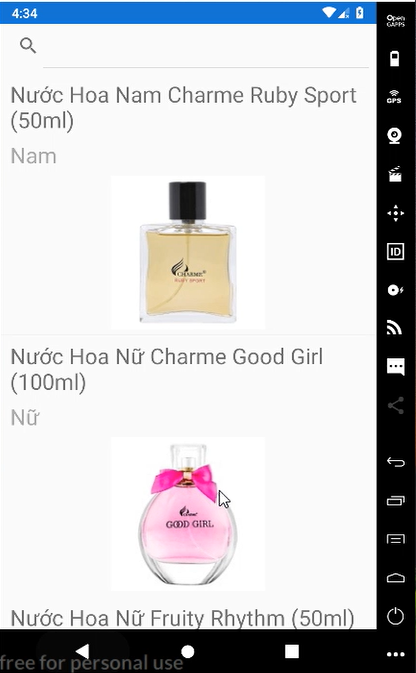 4:34
Open
GAPPS
GPS
Nước Hoa Nam Charme Ruby Sport
(50ml)
Nam
CHARME
RUBY SPORT
ID
Nước Hoa Nữ Charme Good Girl
(100ml)
Nữ
Charme
GOOD GIRL
Nước Hoa Nữ Fruity Rhythm (50ml)
free for personal use